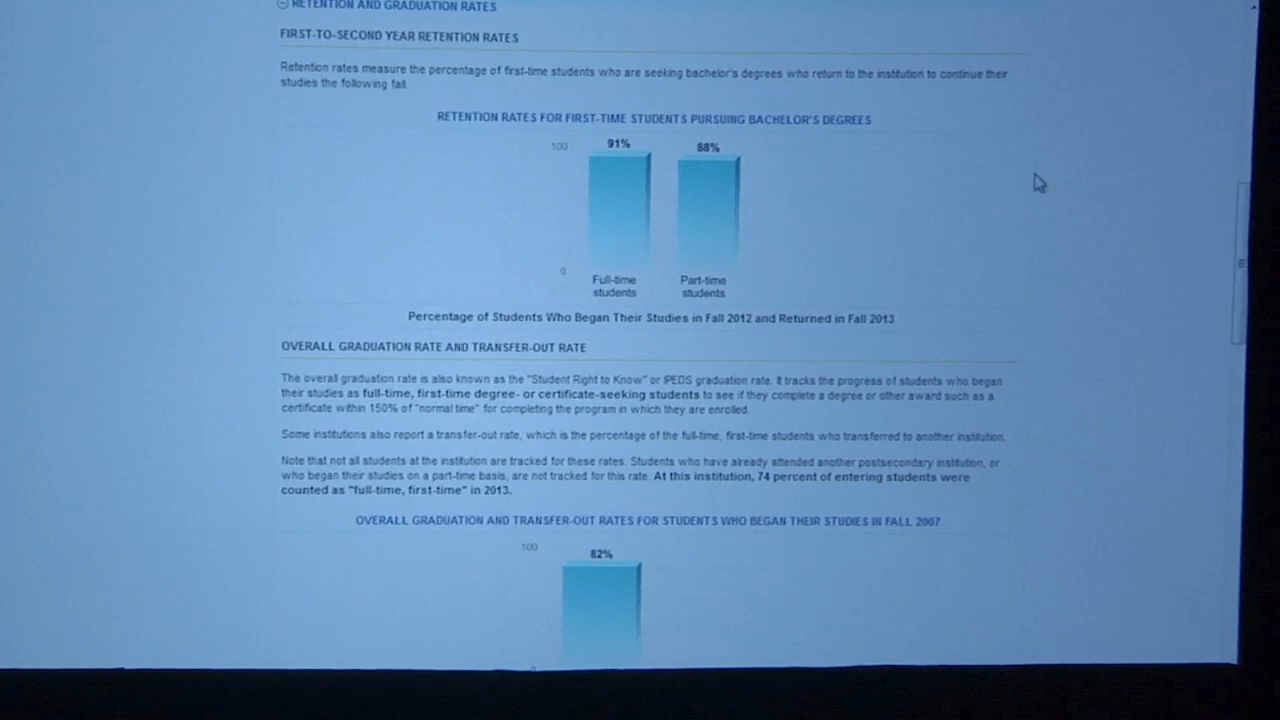 RETENTION AND GRADUATION RATES
FIRST-TO-SECOND YEAR RETENTION RATES
Retention rates measure the percentage of first-time students who are seeking bachelor's degrees who return to the institution to continue their
studies the following fall.
RETENTION RATES FOR FIRST-TIME STUDENTS PURSUING BACHELOR'S DEGREES
100 91% 88%
0
Full-time Part-time
students students
Percentage of Students Who Began Their Studies in Fall 2012 and Returned in Fall 2013
OVERALL GRADUATION RATE AND TRANSFER-OUT RATE
The overall graduation rate is also known as the "Student Right to Know" or IPEDS graduation rate. It tracks the progress of students who began
their studies as full-time, first-time degree- or certificate-seeking students to see if they complete a degree or other award such as a
certificate within 150% of "normal time" for completing the program in which they are enrolled.
Some institutions also report a transfer-out rate, which is the percentage of the full-time, first-time students who transferred to another institution.
Note that not all students at the institution are tracked for these rates. Students who have already attended another postsecondary institution, or
who began their studies on a part-time basis, are not tracked for this rate. At this institution, 74 percent of entering students were
counted as "full-time, first-time" in 2013.
OVERALL GRADUATION AND TRANSFER-OUT RATES FOR STUDENTS WHO BEGAN THEIR STUDIES IN FALL 2007
100 82%